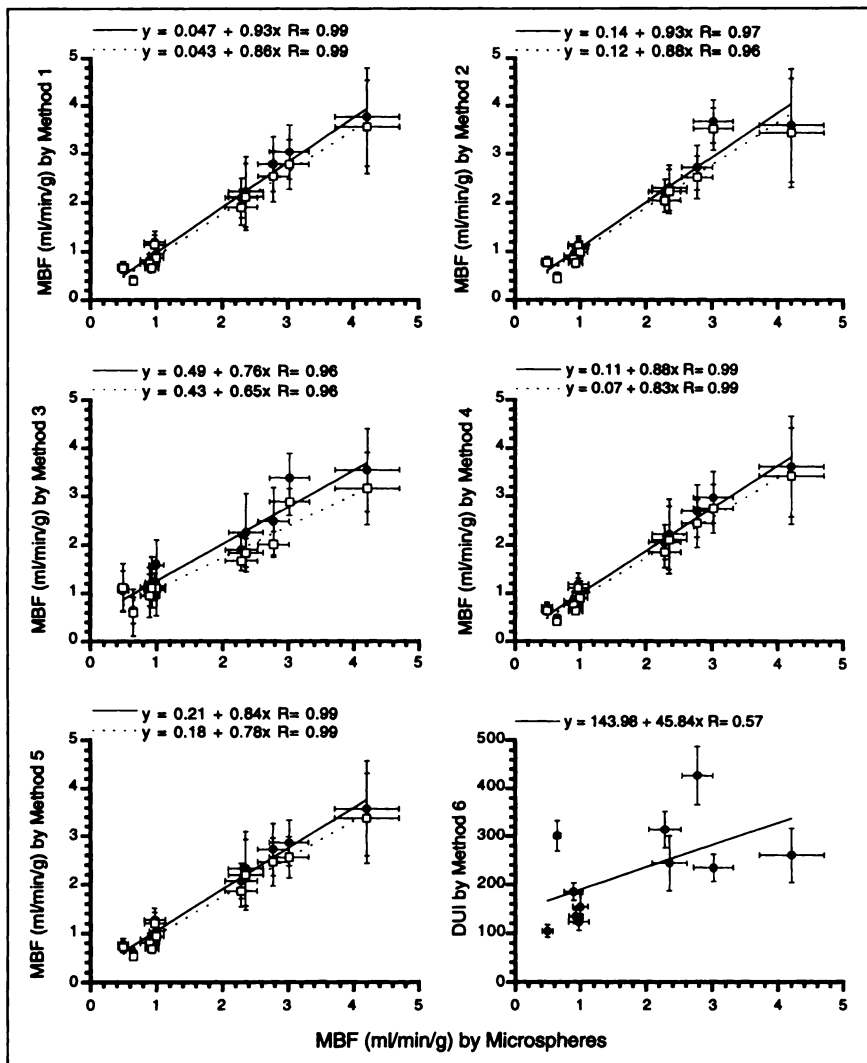 y = 0.047 + 0.93x R= 0.99
y = 0.043 + 0.86x R= 0.99
MBF (ml/min/g) by Method 1
5
4
3
2
1
0
0 1 2 3 4 5
y = 0.14 + 0.93x R= 0.97
y = 0.12 + 0.88x R= 0.96
MBF (ml/min/g) by Method 2
5
4
3
2
1
0
0 1 2 3 4 5
y = 0.49 + 0.76x R= 0.96
y = 0.43 + 0.65x R= 0.96
MBF (ml/min/g) by Method 3
5
4
3
2
1
0
0 1 2 3 4 5
y = 0.11 + 0.88x R= 0.99
y = 0.07 + 0.83x R= 0.99
MBF (ml/min/g) by Method 4
5
4
3
2
1
0
0 1 2 3 4 5
y = 0.21 + 0.84x R= 0.99
y = 0.18 + 0.78x R= 0.99
MBF (ml/min/g) by Method 5
5
4
3
2
1
0
0 1 2 3 4 5
y = 143.98 + 45.84x R= 0.57
DUI by Method 6
500
400
300
200
100
0
0 1 2 3 4 5
MBF (ml/min/g) by Microspheres